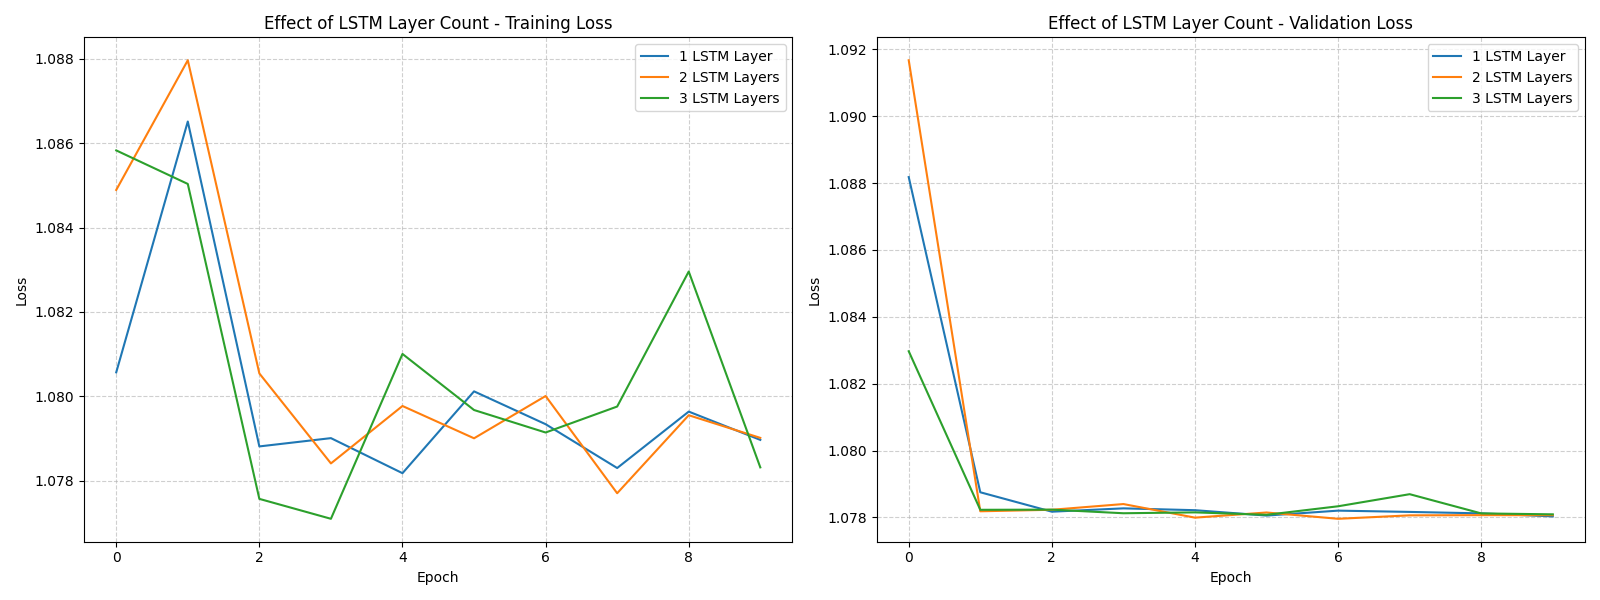 Effect of LSTM Layer Count - Training Loss
1 LSTM Layer
2 LSTM Layers
3 LSTM Layers
1.088
1.086
1.084
1.082
1.080
1.078
Loss
0 2 4 6 8
Epoch
Effect of LSTM Layer Count - Validation Loss
1 LSTM Layer
2 LSTM Layers
3 LSTM Layers
1.092
1.090
1.088
1.086
1.084
1.082
1.080
1.078
Loss
0 2 4 6 8
Epoch